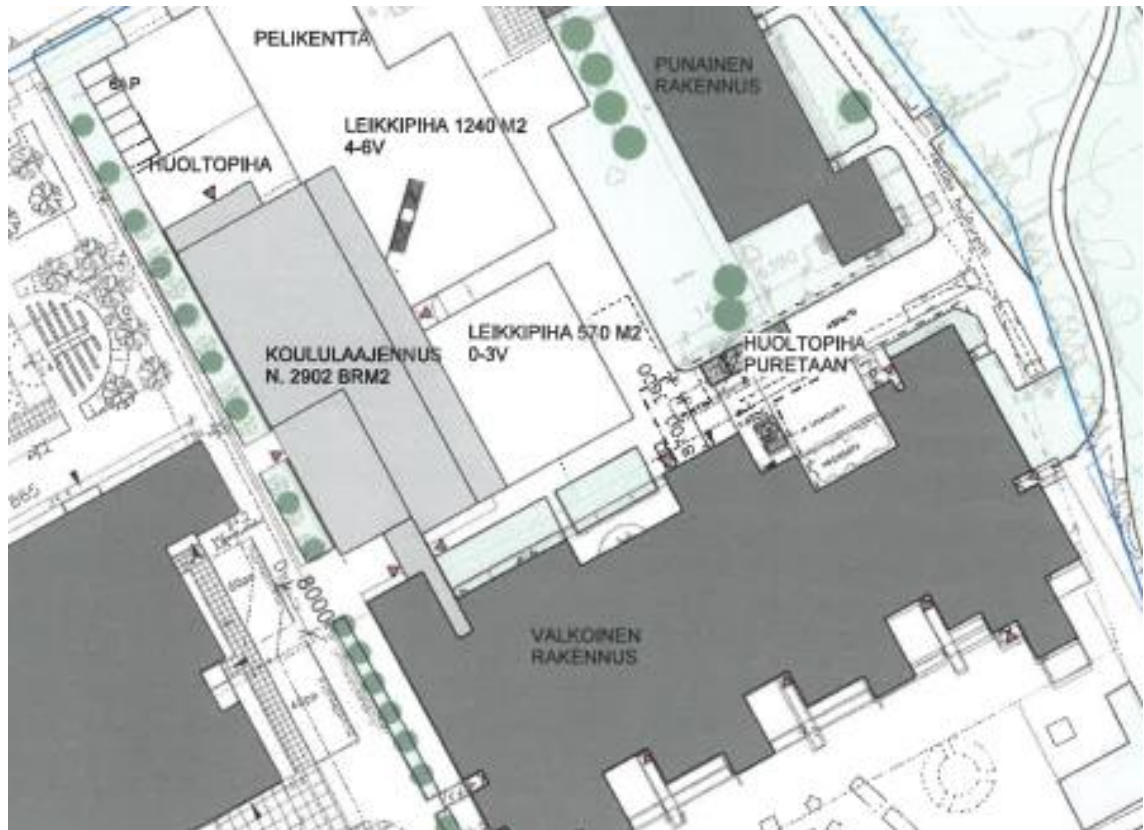 PELIKENTTÄ
PUNAINEN
RAKENNUS
LEIKKIPIHA 1240 M2
4-6V
HUOLTOPIHA
LEIKKIPIHA 570 M2
0-3V
HUOLTOPIHA
PURETAAN
KOULULAAJENNUS
N. 2902 BRM2
8000
VALKOINEN
RAKENNUS